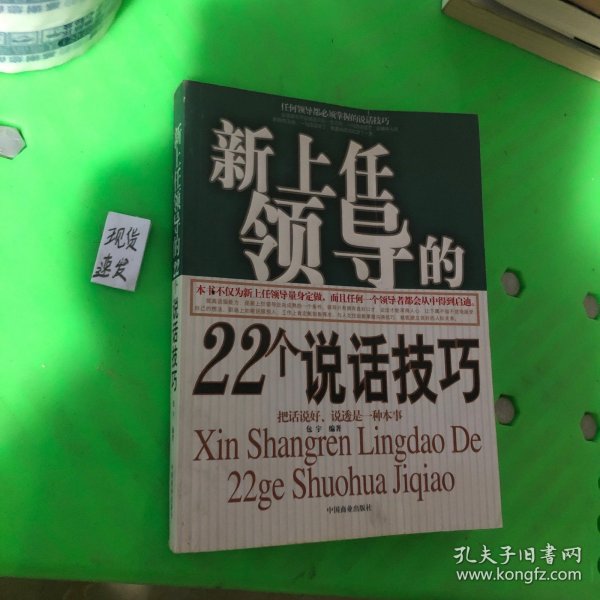 任何领导都必须掌握的说话技巧
新上任
领导的
本书不仅为新上任领导量身定做，而且任何一个领导者都会从中得到启迪。
22个说话技巧
把话说好、说透是一种本事
包宇 编著
Xin Shangren Lingdao De
22ge Shuohua Jiqiao
中国商业出版社
现货
速发
孔夫子旧书网
www.kongfz.com